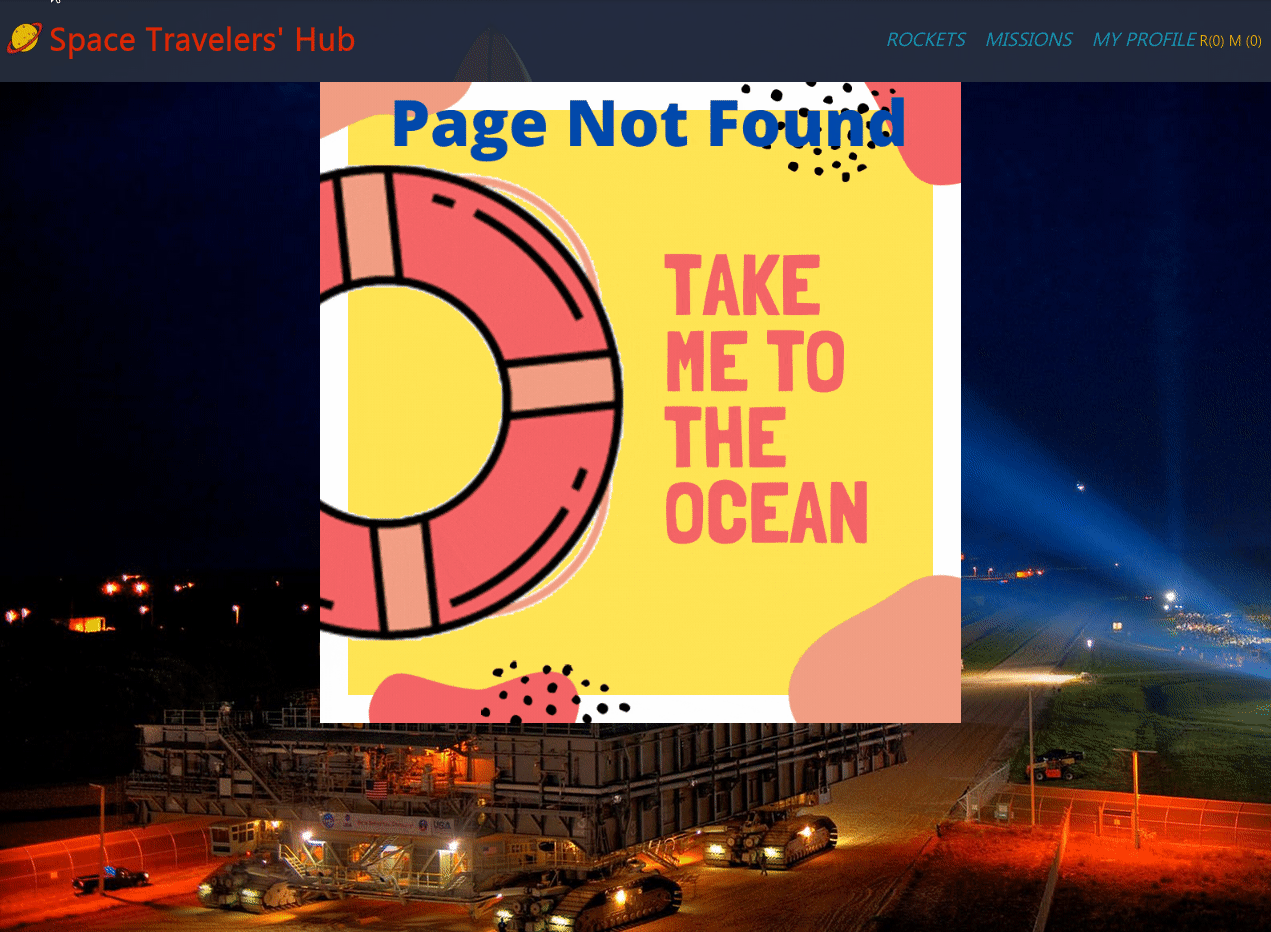 Space Travelers' Hub
ROCKETS MISSIONS MY PROFILE R(0) M (0)
Page Not Found
TAKE
ME TO
THE
OCEAN
USA